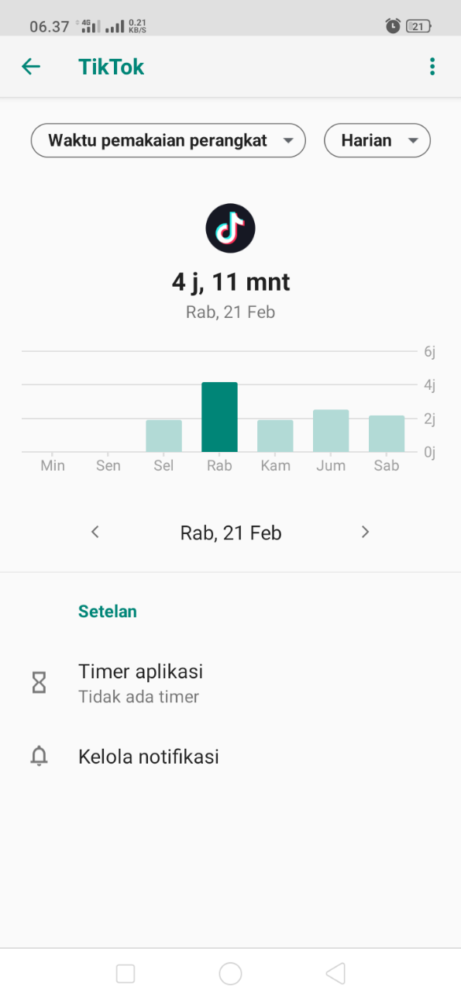 06.37 4G 0.21 KB/S 21
TikTok
Waktu pemakaian perangkat Harian
4 j, 11 mnt
Rab, 21 Feb
6j
4j
2j
0j
Min Sen Sel Rab Kam Jum Sab
Rab, 21 Feb
Setelan
Timer aplikasi
Tidak ada timer
Kelola notifikasi